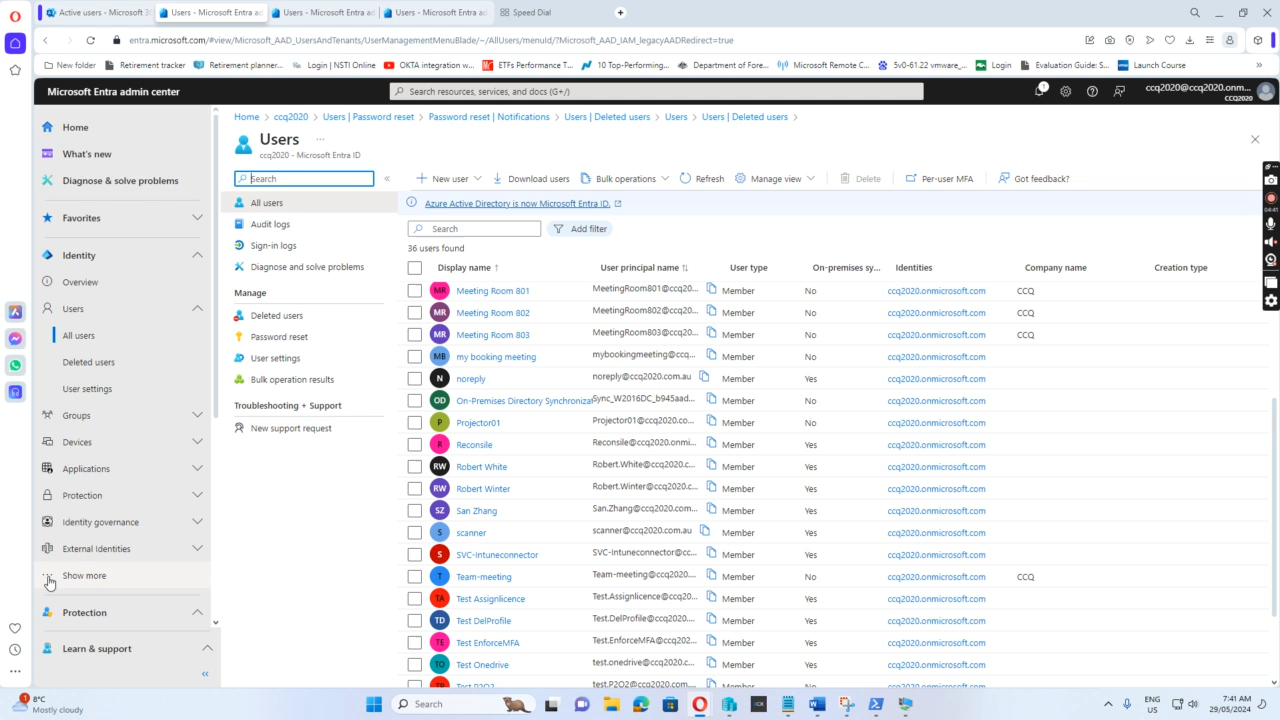 Active users - Microsoft 36
Users - Microsoft Entra ad
Users - Microsoft Entra ad
Users - Microsoft Entra ad
Speed Dial
entra.microsoft.com/#view/Microsoft_AAD_UsersAndTenants/UserManagementMenuBlade/~/AllUsers/menuId/?Microsoft_AAD_IAM_legacyAADRedirect=true
New folder
Retirement tracker
Retirement planner...
Login | NSTI Online
OKTA integration w...
ETFs Performance T...
10 Top-Performing...
Department of Fore...
Microsoft Remote C...
5v0-61.22 vmware_...
Login
Evaluation Guide: S...
Launch Course
Microsoft Entra admin center
Search resources, services, and docs (G+/)
1
ccq2020@ccq2020.onm...
CCQ2020
Home
What's new
Diagnose & solve problems
Favorites
Identity
Overview
Users
All users
Deleted users
User settings
Groups
Devices
Applications
Protection
Identity governance
External Identities
Show more
Protection
Learn & support
Home > ccq2020 > Users | Password reset > Password reset | Notifications > Users | Deleted users > Users > Users | Deleted users >
Users ...
ccq2020 - Microsoft Entra ID
Search
All users
Audit logs
Sign-in logs
Diagnose and solve problems
Manage
Deleted users
Password reset
User settings
Bulk operation results
Troubleshooting + Support
New support request
New user
Download users
Bulk operations
Refresh
Manage view
Delete
Per-user MFA
Got feedback?
Azure Active Directory is now Microsoft Entra ID.
Search
Add filter
36 users found
Display name User principal name User type On-premises sy... Identities Company name Creation type
MR Meeting Room 801 MeetingRoom801@ccq20... Member No ccq2020.onmicrosoft.com CCQ
MR Meeting Room 802 MeetingRoom802@ccq20... Member No ccq2020.onmicrosoft.com CCQ
MR Meeting Room 803 MeetingRoom803@ccq20... Member No ccq2020.onmicrosoft.com CCQ
MB my booking meeting mybookingmeeting@ccq... Member No ccq2020.onmicrosoft.com
N noreply noreply@ccq2020.com.au Member Yes ccq2020.onmicrosoft.com
OD On-Premises Directory Synchronizat Sync_W2016DC_b945aad... Member Yes ccq2020.onmicrosoft.com
P Projector01 Projector01@ccq2020.co... Member No ccq2020.onmicrosoft.com
R Reconsile Reconsile@ccq2020.onmi... Member Yes ccq2020.onmicrosoft.com
RW Robert White Robert.White@ccq2020.c... Member Yes ccq2020.onmicrosoft.com
RW Robert Winter Robert.Winter@ccq2020.c... Member Yes ccq2020.onmicrosoft.com
SZ San Zhang San.Zhang@ccq2020.com... Member Yes ccq2020.onmicrosoft.com
S scanner scanner@ccq2020.com.au Member Yes ccq2020.onmicrosoft.com
S SVC-Intuneconnector SVC-Intuneconnector@cc... Member Yes ccq2020.onmicrosoft.com
T Team-meeting Team-meeting@ccq2020.... Member No ccq2020.onmicrosoft.com CCQ
TA Test Assignlicence Test.Assignlicence@ccq20... Member Yes ccq2020.onmicrosoft.com
TD Test DelProfile Test.DelProfile@ccq2020.... Member Yes ccq2020.onmicrosoft.com
TE Test EnforceMFA Test.EnforceMFA@ccq202... Member Yes ccq2020.onmicrosoft.com
TO Test Onedrive test.onedrive@ccq2020.c... Member Yes ccq2020.onmicrosoft.com
04:41
1
8°C
Mostly cloudy
Search
ENG
US
7:41 AM
29/05/2024